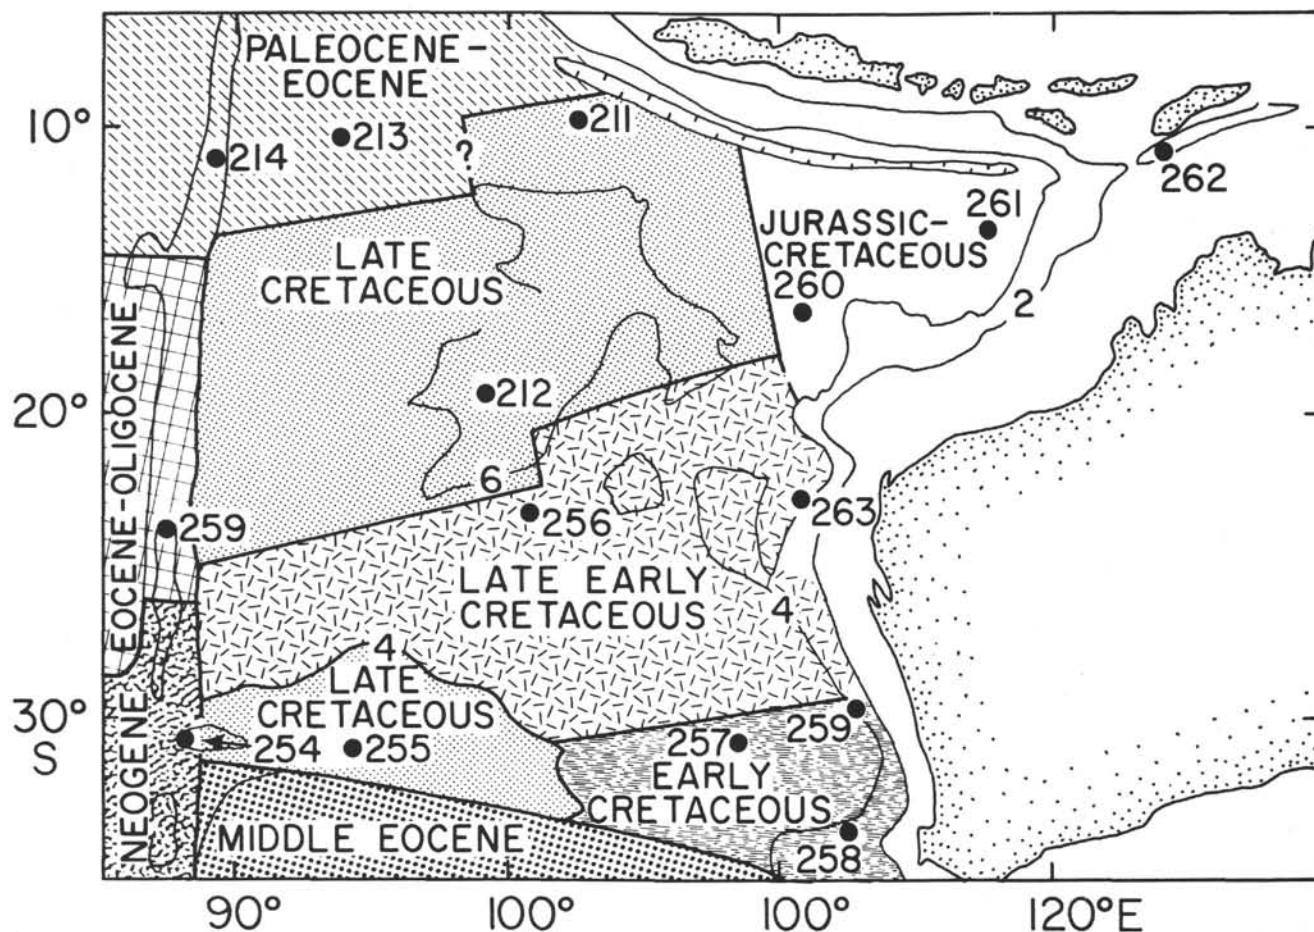 PALEOCENE-
EOCENE
10°
214
213
211
?
262
261
JURASSIC-
CRETACEOUS
260
LATE
CRETACEOUS
2
EOCENE-OLIGOCENE
212
20°
6
259
256
263
LATE EARLY
CRETACEOUS
4
4
LATE
CRETACEOUS
30°
S
NEOGENE
254
255
257
259
EARLY
CRETACEOUS
MIDDLE EOCENE
258
90°
100°
100°
120°E